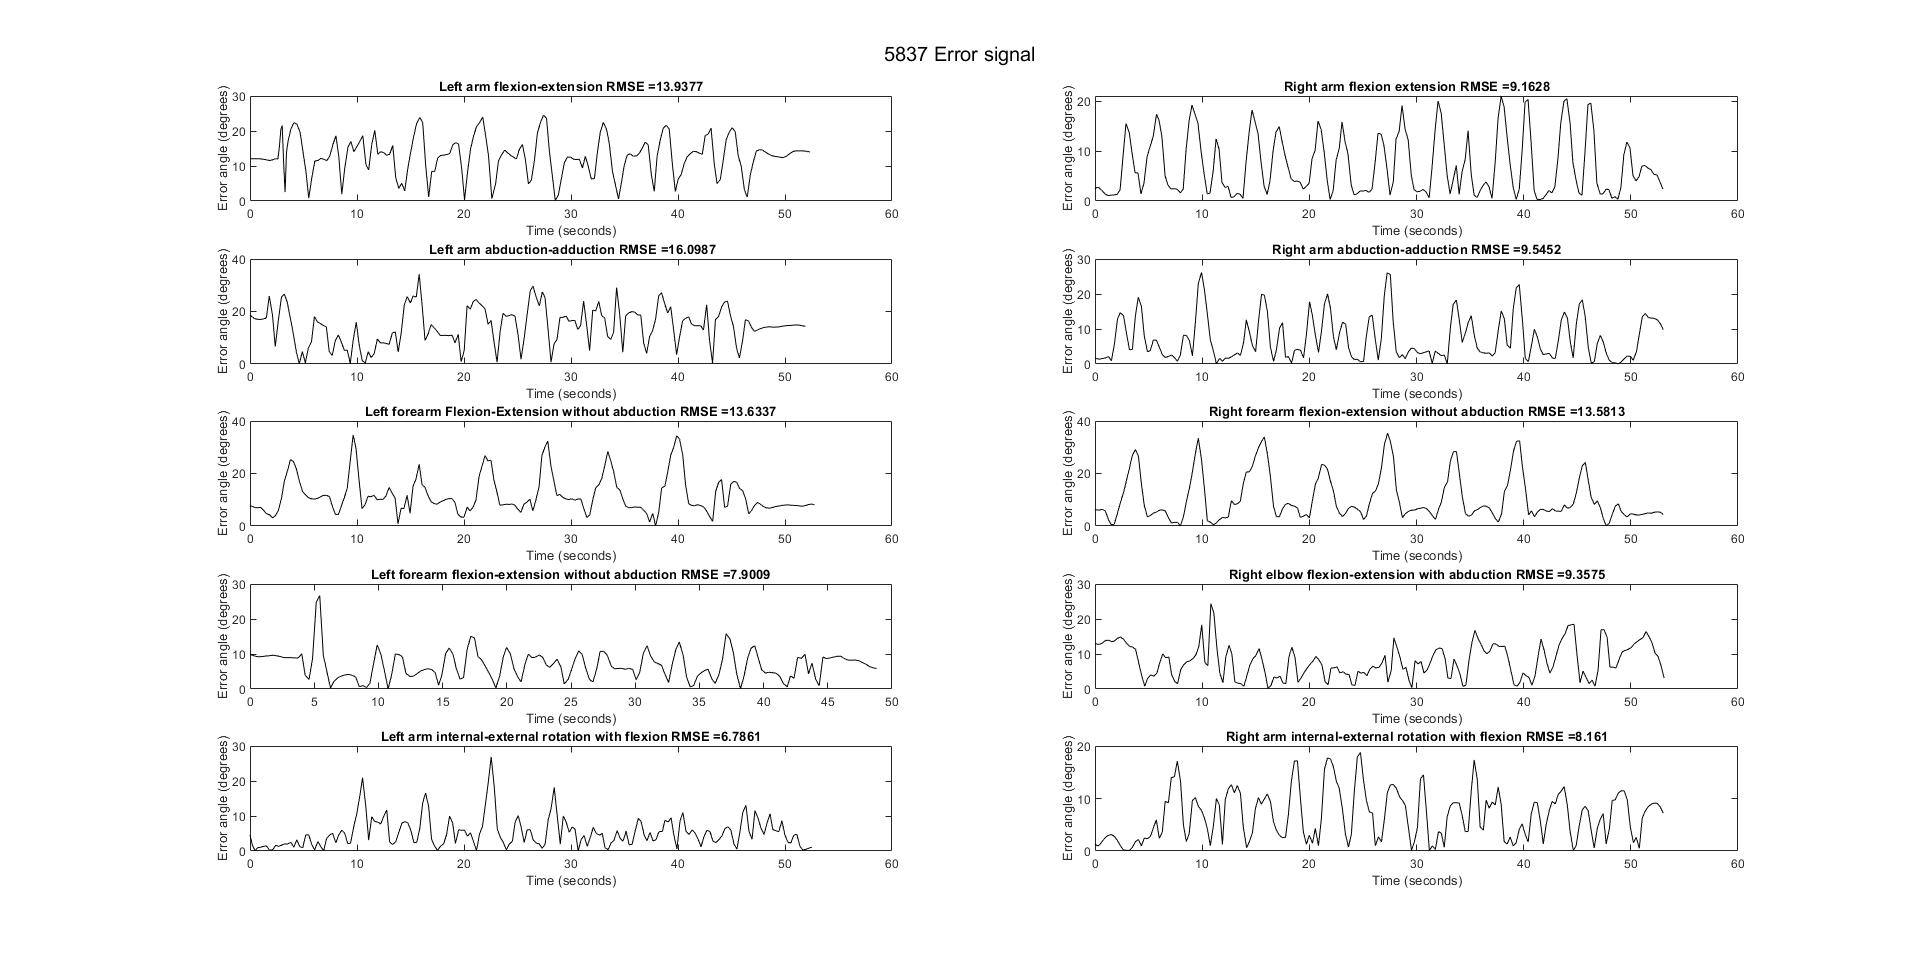 5837 Error signal
Left arm flexion-extension RMSE =13.9377
Error angle (degrees)
30
20
10
0
0 10 20 30 40 50 60
Time (seconds)
Right arm flexion extension RMSE =9.1628
Error angle (degrees)
20
10
0
0 10 20 30 40 50 60
Time (seconds)
Left arm abduction-adduction RMSE =16.0987
Error angle (degrees)
40
20
0
0 10 20 30 40 50 60
Time (seconds)
Right arm abduction-adduction RMSE =9.5452
Error angle (degrees)
30
20
10
0
0 10 20 30 40 50 60
Time (seconds)
Left forearm Flexion-Extension without abduction RMSE =13.6337
Error angle (degrees)
40
20
0
0 10 20 30 40 50 60
Time (seconds)
Right forearm flexion-extension without abduction RMSE =13.5813
Error angle (degrees)
40
20
0
0 10 20 30 40 50 60
Time (seconds)
Left forearm flexion-extension without abduction RMSE =7.9009
Error angle (degrees)
30
20
10
0
0 5 10 15 20 25 30 35 40 45 50
Time (seconds)
Right elbow flexion-extension with abduction RMSE =9.3575
Error angle (degrees)
30
20
10
0
0 10 20 30 40 50 60
Time (seconds)
Left arm internal-external rotation with flexion RMSE =6.7861
Error angle (degrees)
30
20
10
0
0 10 20 30 40 50 60
Time (seconds)
Right arm internal-external rotation with flexion RMSE =8.161
Error angle (degrees)
20
10
0
0 10 20 30 40 50 60
Time (seconds)